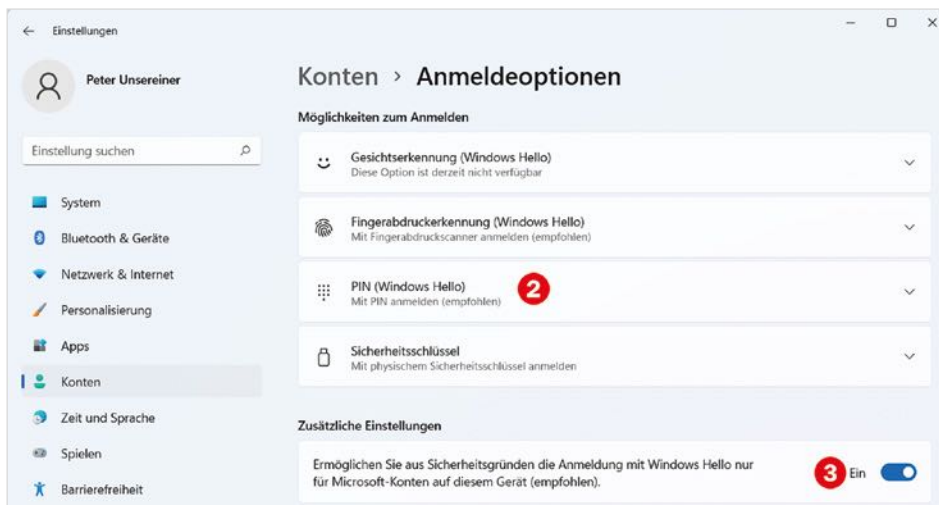 Einstellungen
Peter Unsereiner
Einstellung suchen
System
Bluetooth & Geräte
Netzwerk & Internet
Personalisierung
Apps
Konten
Zeit und Sprache
Spielen
Barrierefreiheit
Konten > Anmeldeoptionen
Möglichkeiten zum Anmelden
Gesichtserkennung (Windows Hello)
Diese Option ist derzeit nicht verfügbar
Fingerabdruckerkennung (Windows Hello)
Mit Fingerabdruckscanner anmelden (empfohlen)
PIN (Windows Hello)
Mit PIN anmelden (empfohlen)
2
Sicherheitsschlüssel
Mit physischem Sicherheitsschlüssel anmelden
Zusätzliche Einstellungen
Ermöglichen Sie aus Sicherheitsgründen die Anmeldung mit Windows Hello nur
für Microsoft-Konten auf diesem Gerät (empfohlen).
3 Ein